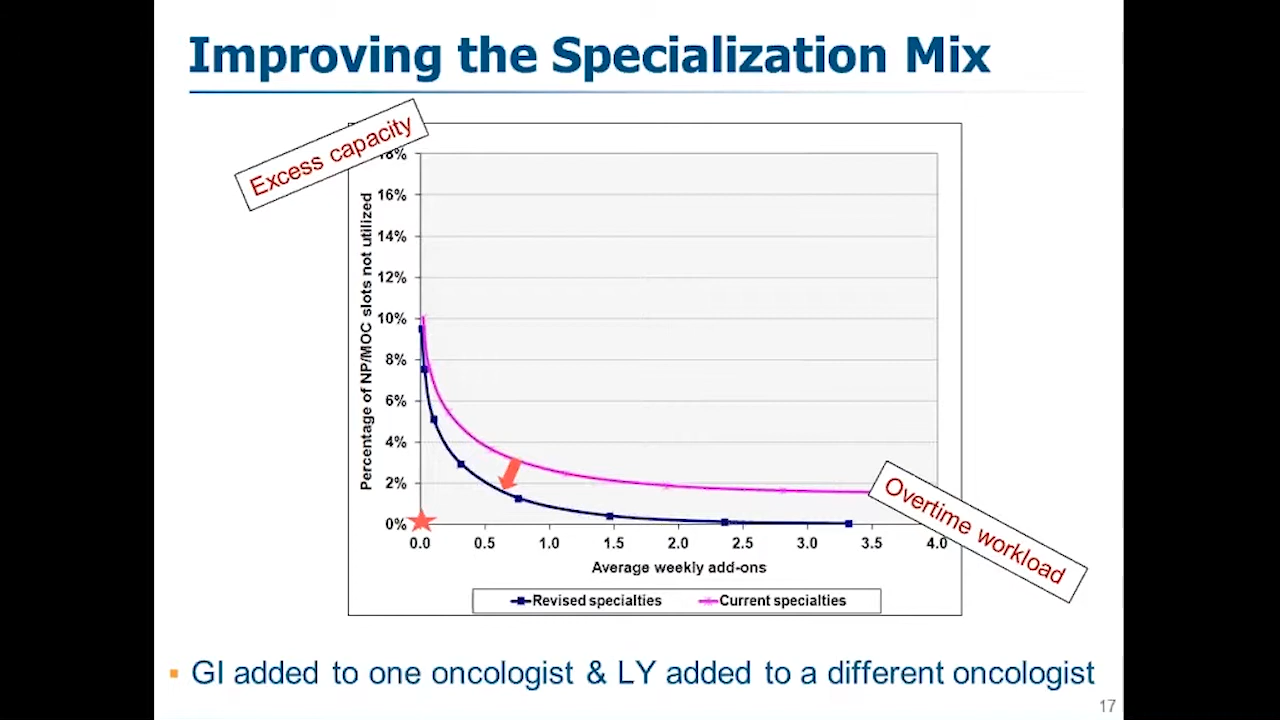 Improving the Specialization Mix
Excess capacity
Percentage of NP/MOC slots not utilized
18%
16%
14%
12%
10%
8%
6%
4%
2%
0%
0.0 0.5 1.0 1.5 2.0 2.5 3.0 3.5 4.0
Overtime workload
Average weekly add-ons
Revised specialties Current specialties
▪ GI added to one oncologist & LY added to a different oncologist
17